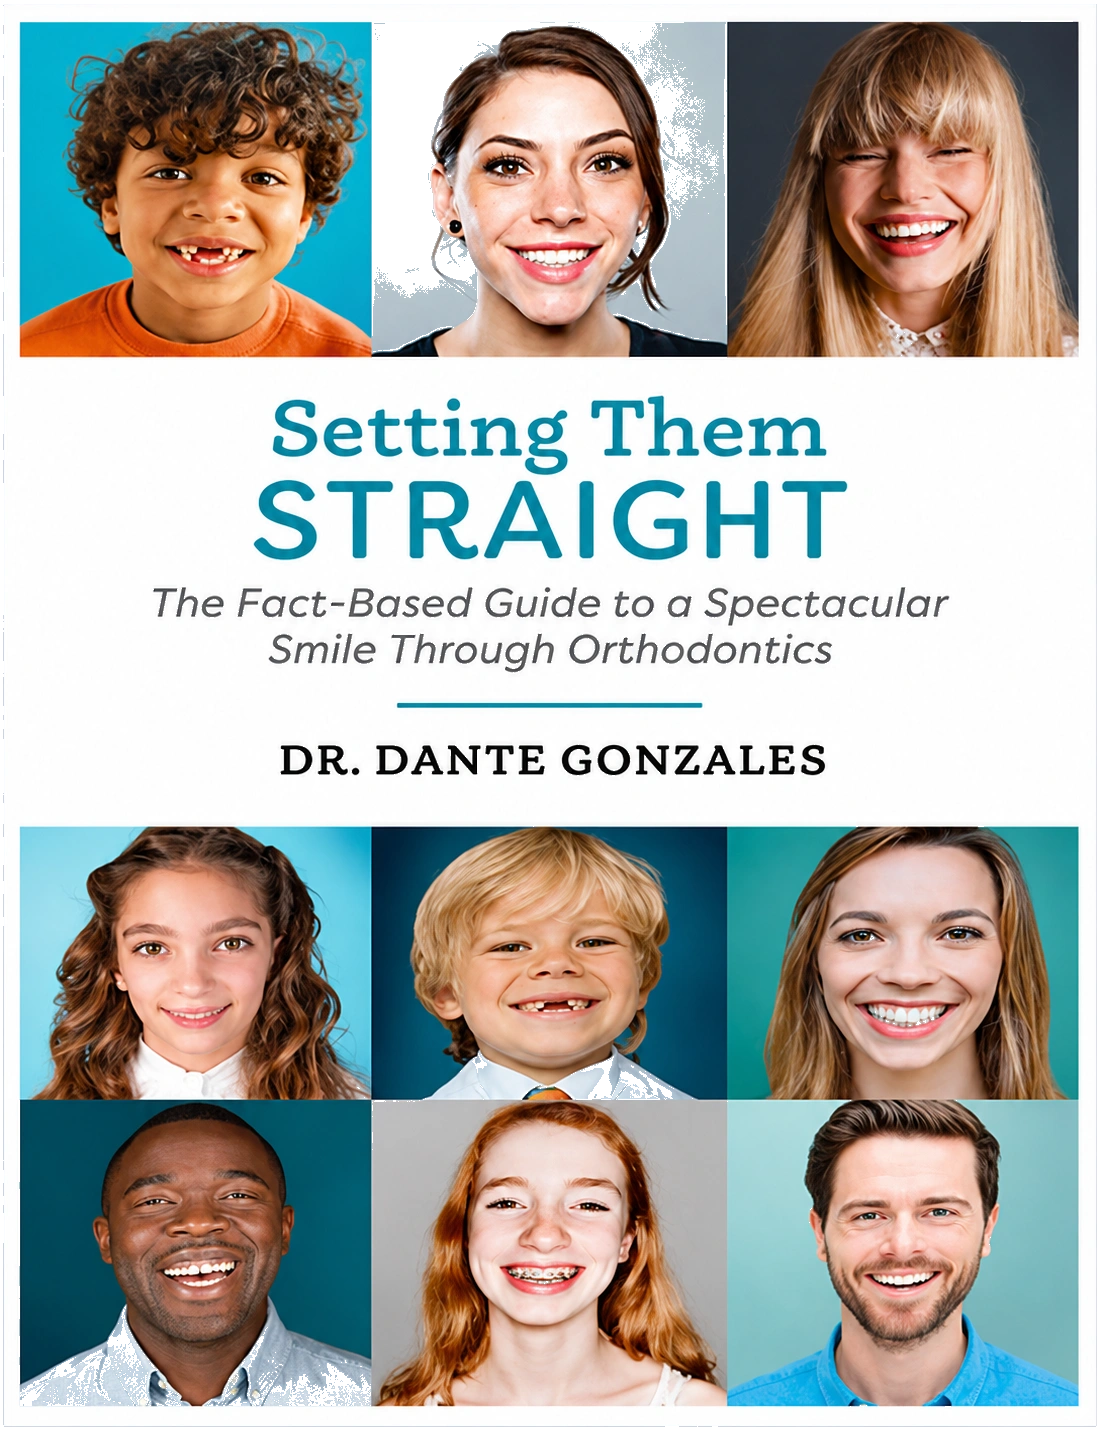 Setting Them
STRAIGHT
The Fact-Based Guide to a Spectacular
Smile Through Orthodontics
DR. DANTE GONZALES